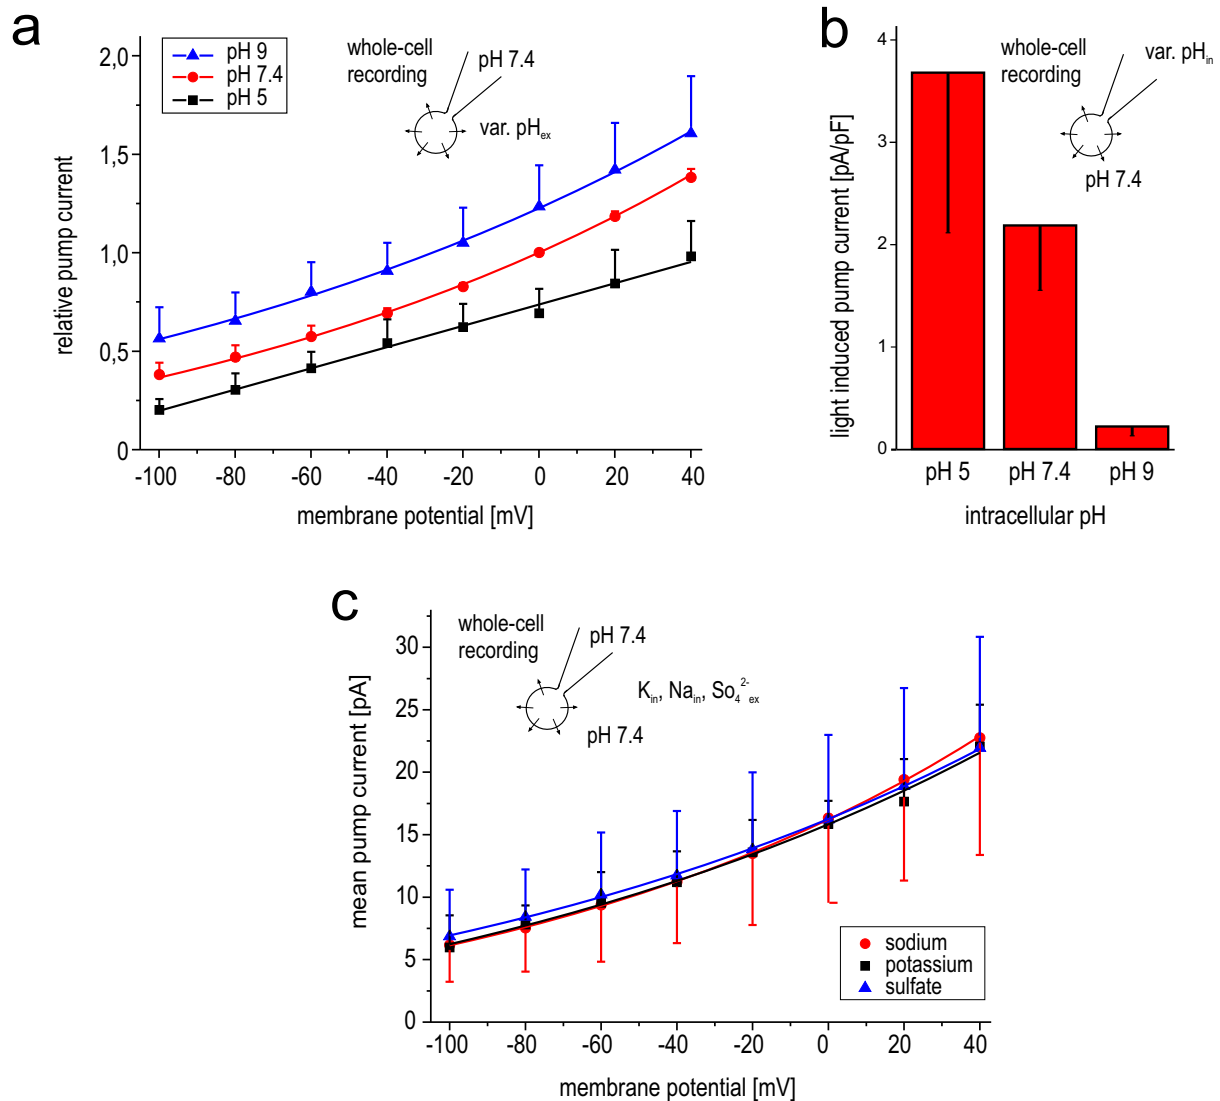 a
pH 9
pH 7.4
pH 5
whole-cell
recording
pH 7.4
var. pHex
relative pump current
2,0
1,5
1,0
0,5
0
-100
-80
-60
-40
-20
0
20
40
membrane potential [mV]
b
whole-cell
recording
var. pHin
pH 7.4
light induced pump current [pA/pF]
4
3
2
1
0
pH 5
pH 7.4
pH 9
intracellular pH
c
whole-cell
recording
pH 7.4
Kin, Nain, So4²⁻ex
pH 7.4
mean pump current [pA]
30
25
20
15
10
5
0
sodium
potassium
sulfate
-100
-80
-60
-40
-20
0
20
40
membrane potential [mV]